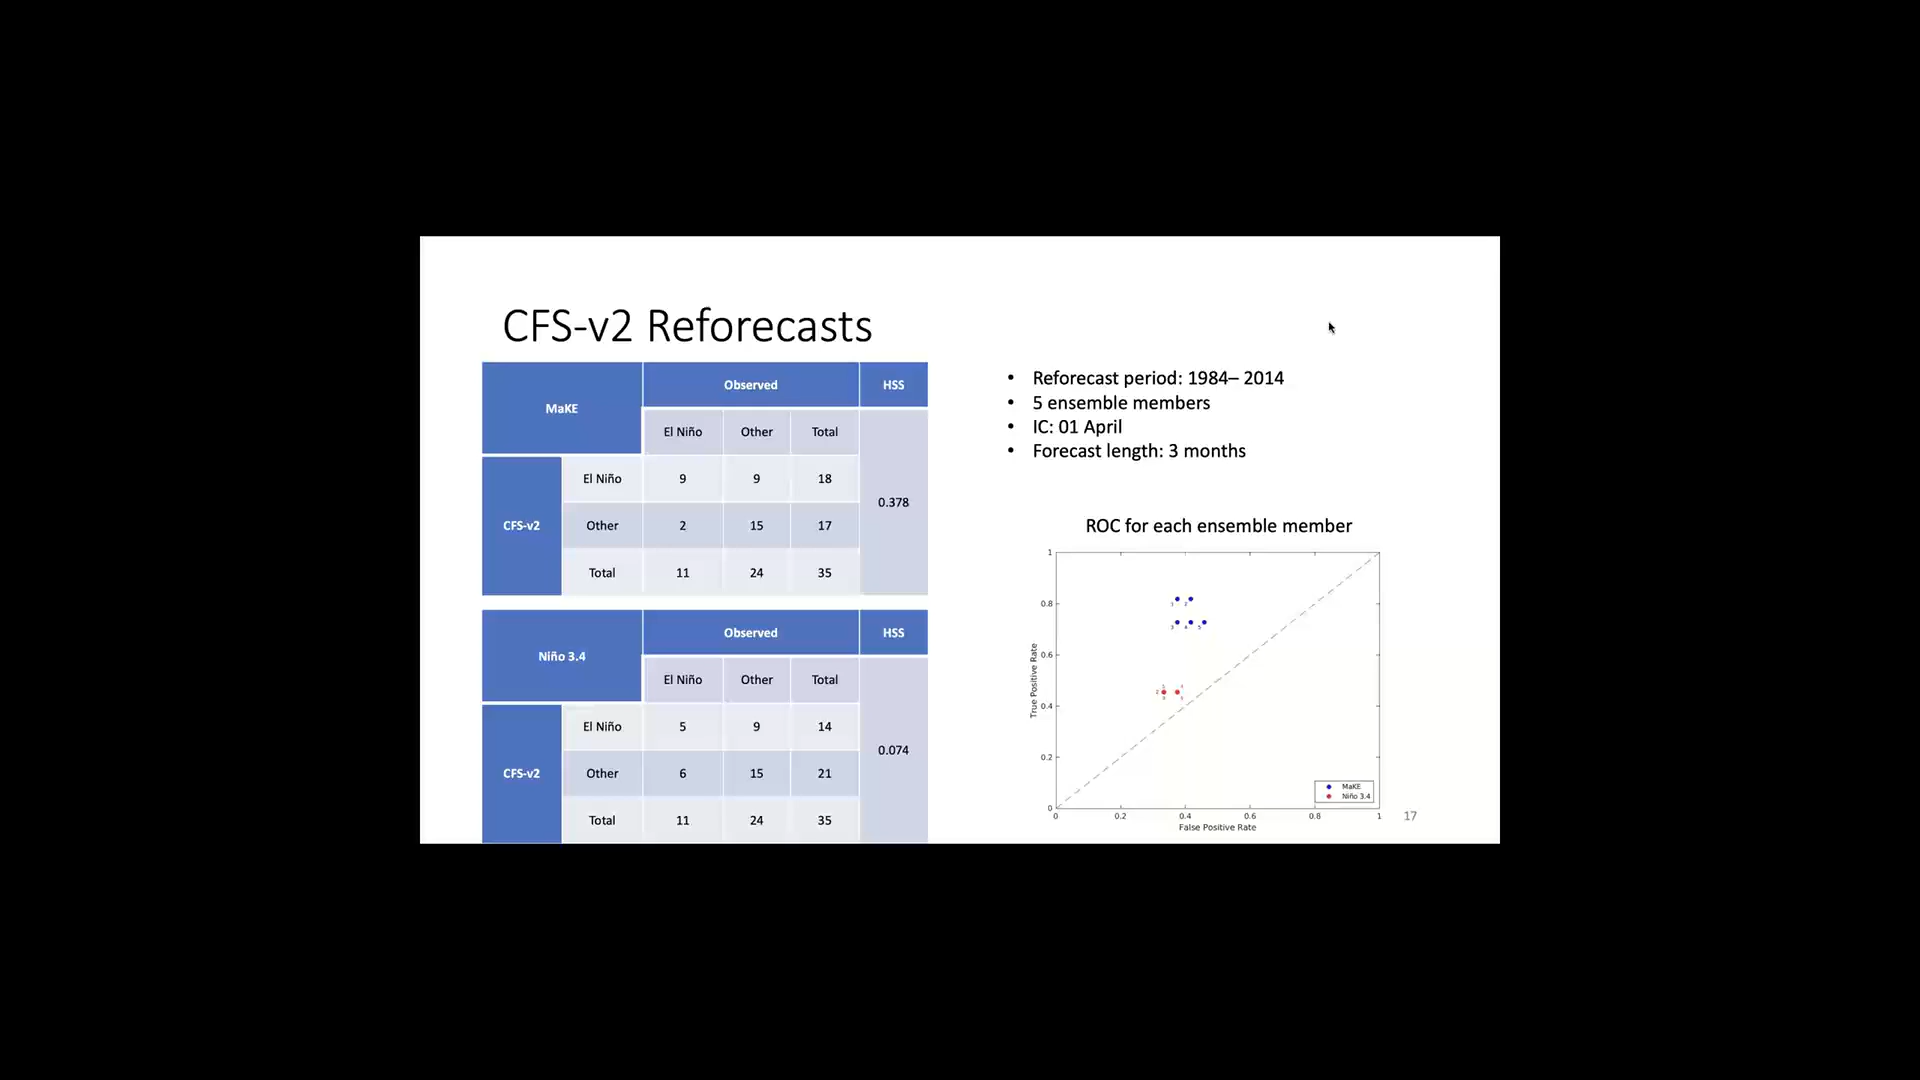 CFS-v2 Reforecasts
MaKE
Observed
HSS
El Niño
Other
Total
CFS-v2
El Niño
9
9
18
0.378
Other
2
15
17
Total
11
24
35
Niño 3.4
Observed
HSS
El Niño
Other
Total
CFS-v2
El Niño
5
9
14
0.074
Other
6
15
21
Total
11
24
35
• Reforecast period: 1984– 2014
• 5 ensemble members
• IC: 01 April
• Forecast length: 3 months
ROC for each ensemble member
True Positive Rate
1
0.8
0.6
0.4
0.2
0
1 2
3 4 5
MaKE
Niño 3.4
0 0.2 0.4 0.6 0.8 1
False Positive Rate
17